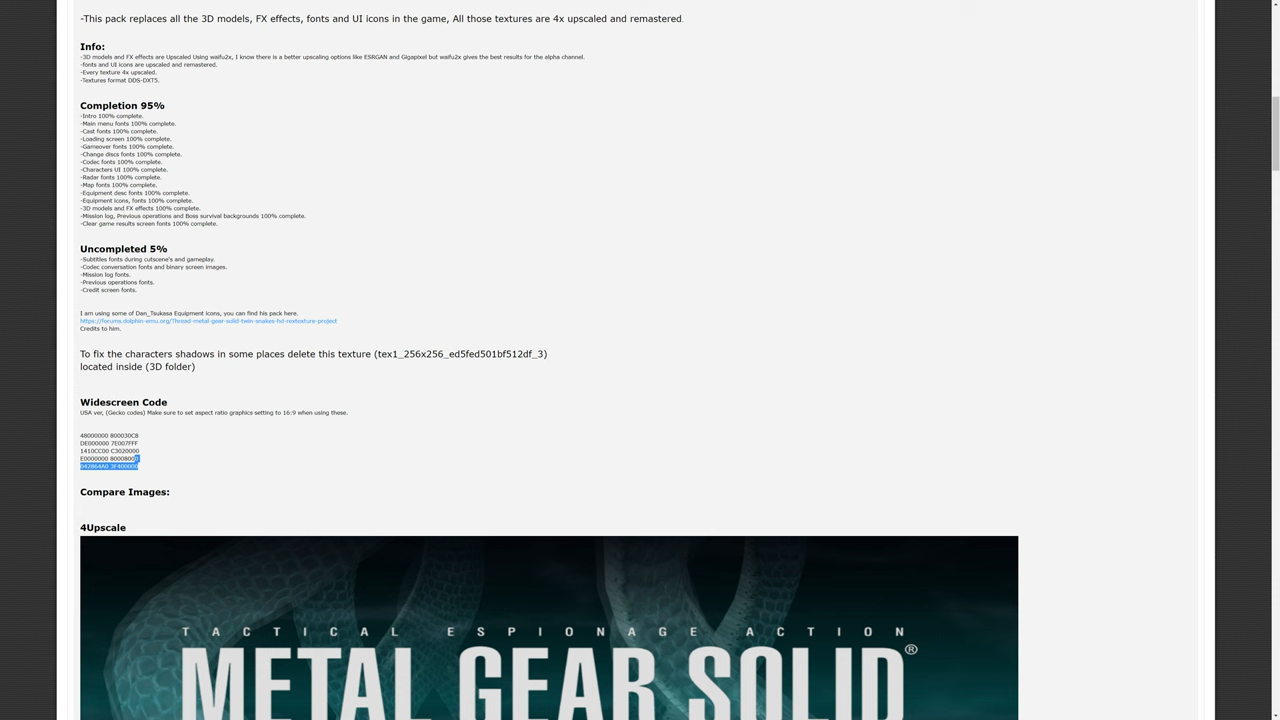 -This pack replaces all the 3D models, FX effects, fonts and UI icons in the game, All those textures are 4x upscaled and remastered.
Info:
-3D models and FX effects are Upscaled Using waifu2x, I know there is a better upscaling options like ESRGAN and Gigapixel but waifu2x gives the best results for the alpha channel.
-fonts and UI icons are upscaled and remastered.
-Every texture 4x upscaled.
-Textures format DDS-DXT5.
Completion 95%
-Intro 100% complete.
-Main menu fonts 100% complete.
-Cast fonts 100% complete.
-Loading screen 100% complete.
-Gameover fonts 100% complete.
-Change discs fonts 100% complete.
-Codec fonts 100% complete.
-Characters UI 100% complete.
-Radar fonts 100% complete.
-Map fonts 100% complete.
-Equipment desc fonts 100% complete.
-Equipment icons, fonts 100% complete.
-3D models and FX effects 100% complete.
-Mission log, Previous operations and Boss survival backgrounds 100% complete.
-Clear game results screen fonts 100% complete.
Uncompleted 5%
-Subtitles fonts during cutscene's and gameplay.
-Codec conversation fonts and binary screen images.
-Mission log fonts.
-Previous operations fonts.
-Credit screen fonts.
I am using some of Dan_Tsukasa Equipment icons, you can find his pack here.
https://forums.dolphin-emu.org/Thread-metal-gear-solid-twin-snakes-hd-rextexture-project
Credits to him.
To fix the characters shadows in some places delete this texture (tex1_256x256_ed5fed501bf512df_3)
located inside (3D folder)
Widescreen Code
USA ver, (Gecko codes) Make sure to set aspect ratio graphics setting to 16:9 when using these.
48000000 800030C8
DE000000 7E007FFF
1410CC00 C3020000
E0000000 80008000
042864A0 3F400000
Compare Images:
4Upscale
TACTICAL ESPIONAGE ACTION
METAL GEAR SOLID®